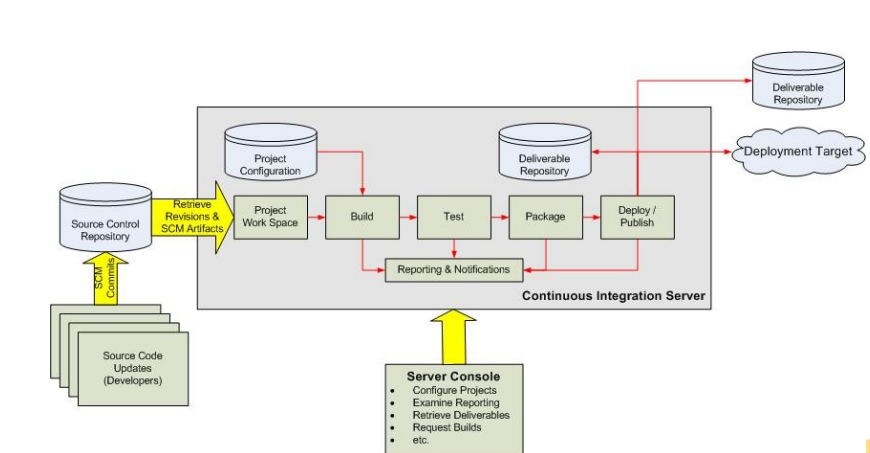 Deliverable
Repository
Project
Configuration
Deliverable
Repository
Deployment Target
Source Control
Repository
Retrieve
Revisions &
SCM Artifacts
Project
Work Space
Build
Test
Package
Deploy /
Publish
Reporting & Notifications
Continuous Integration Server
SCM
Commits
Source Code
Updates
(Developers)
Server Console
• Configure Projects
• Examine Reporting
• Retrieve Deliverables
• Request Builds
• etc.